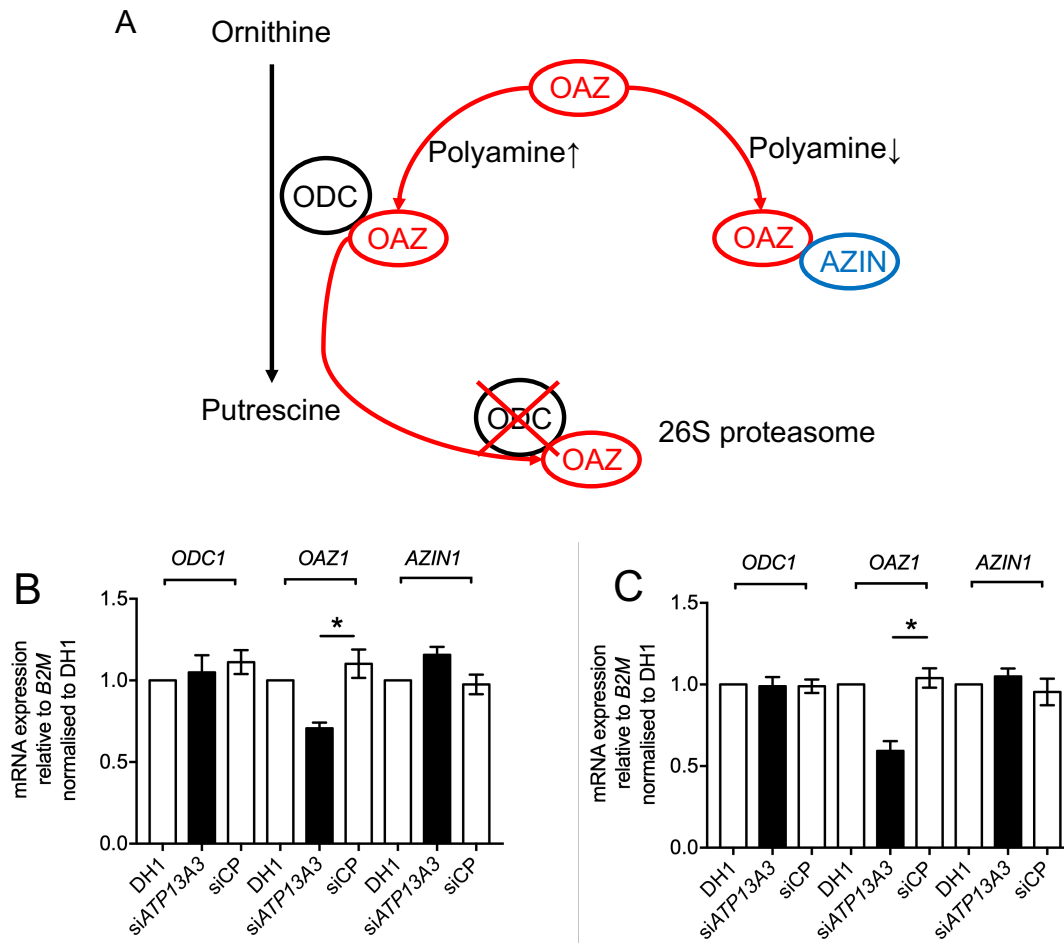 A
Ornithine
OAZ
Polyamine↑
Polyamine↓
ODC
OAZ
OAZ
AZIN
Putrescine
ODC
OAZ
26S proteasome
B
ODC1
OAZ1
AZIN1
mRNA expression
relative to B2M
normalised to DH1
1.5
1.0
0.5
0.0
*
DH1
siATP13A3
siCP
DH1
siATP13A3
siCP
DH1
siATP13A3
siCP
C
ODC1
OAZ1
AZIN1
mRNA expression
relative to B2M
normalised to DH1
1.5
1.0
0.5
0.0
*
DH1
siATP13A3
siCP
DH1
siATP13A3
siCP
DH1
siATP13A3
siCP